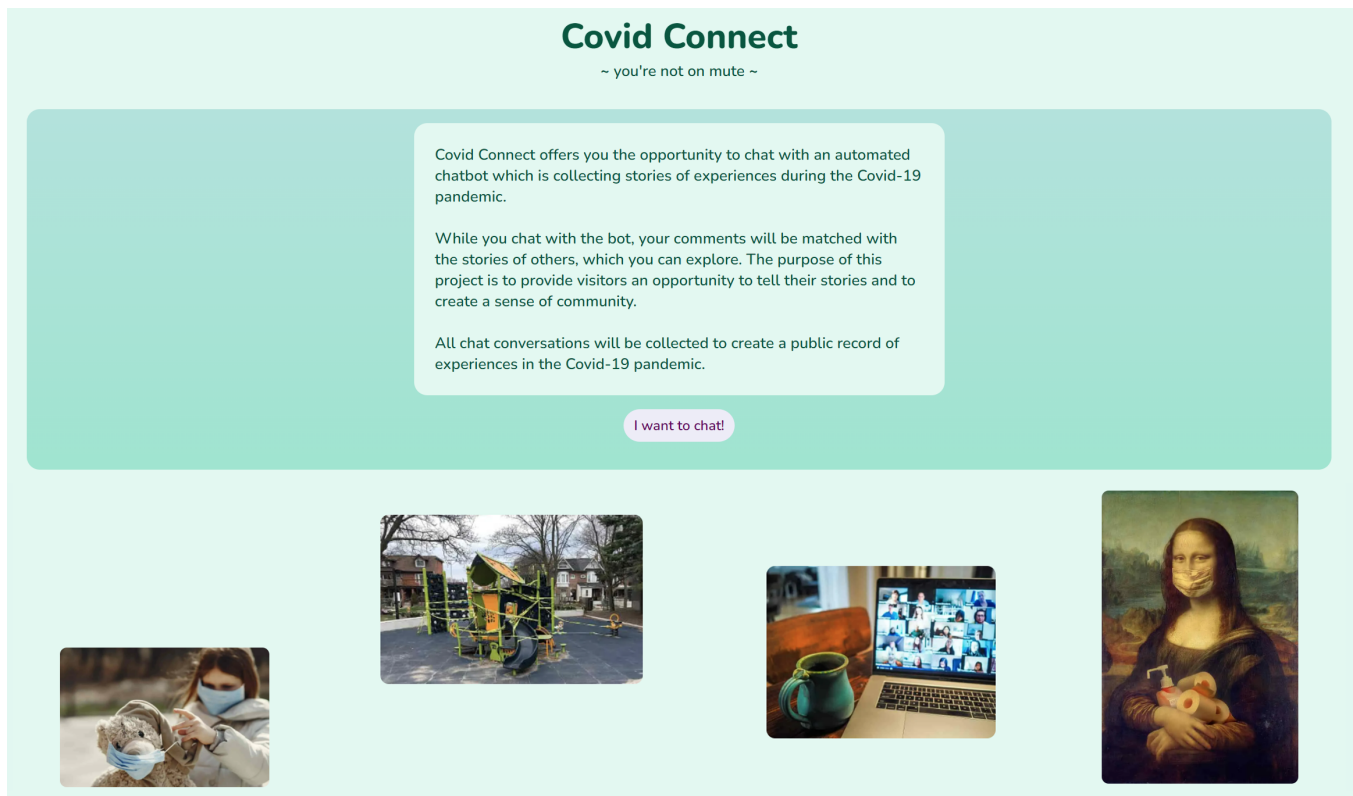 Covid Connect
~ you're not on mute ~
Covid Connect offers you the opportunity to chat with an automated
chatbot which is collecting stories of experiences during the Covid-19
pandemic.
While you chat with the bot, your comments will be matched with
the stories of others, which you can explore. The purpose of this
project is to provide visitors an opportunity to tell their stories and to
create a sense of community.
All chat conversations will be collected to create a public record of
experiences in the Covid-19 pandemic.
I want to chat!